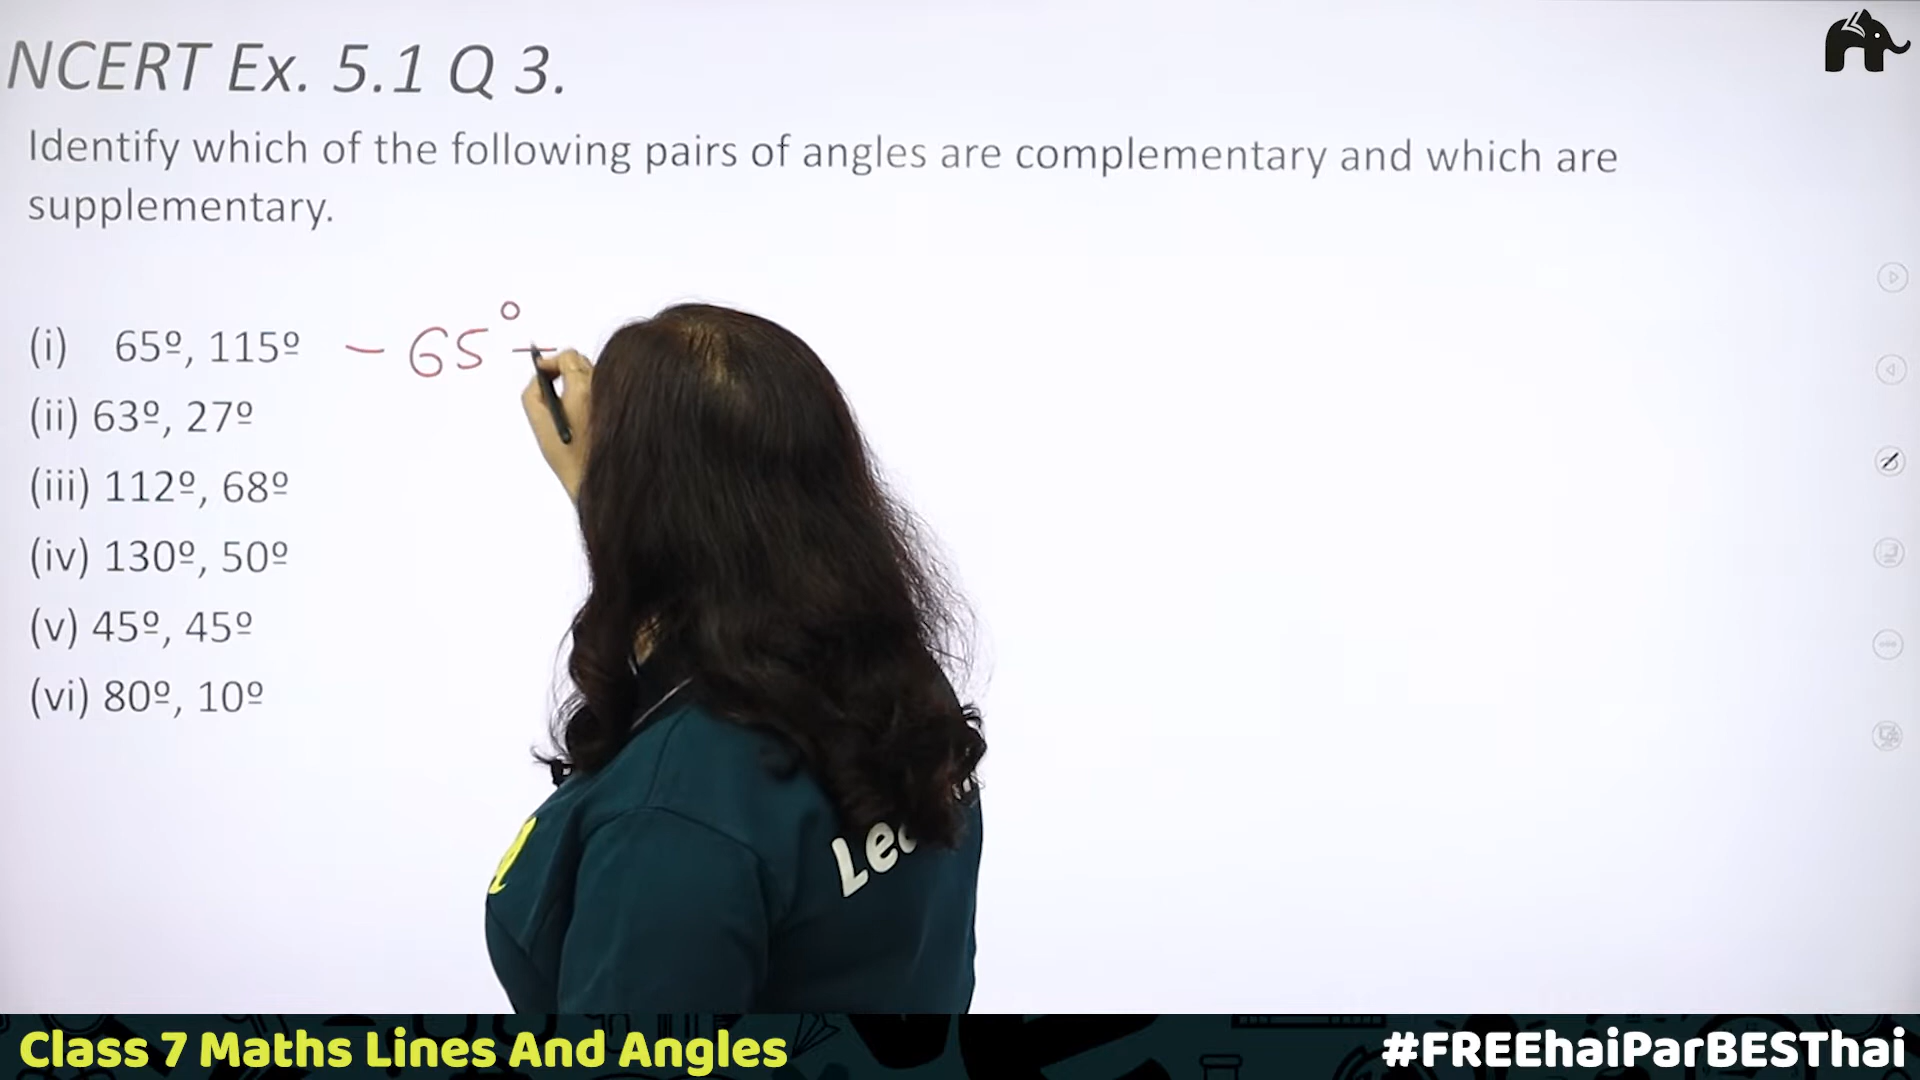 NCERT Ex. 5.1 Q 3.
Identify which of the following pairs of angles are complementary and which are
supplementary.
(i) 65º, 115º - 65° +
(ii) 63º, 27º
(iii) 112º, 68º
(iv) 130º, 50º
(v) 45º, 45º
(vi) 80º, 10º
Class 7 Maths Lines And Angles
#FREEhaiParBESThai